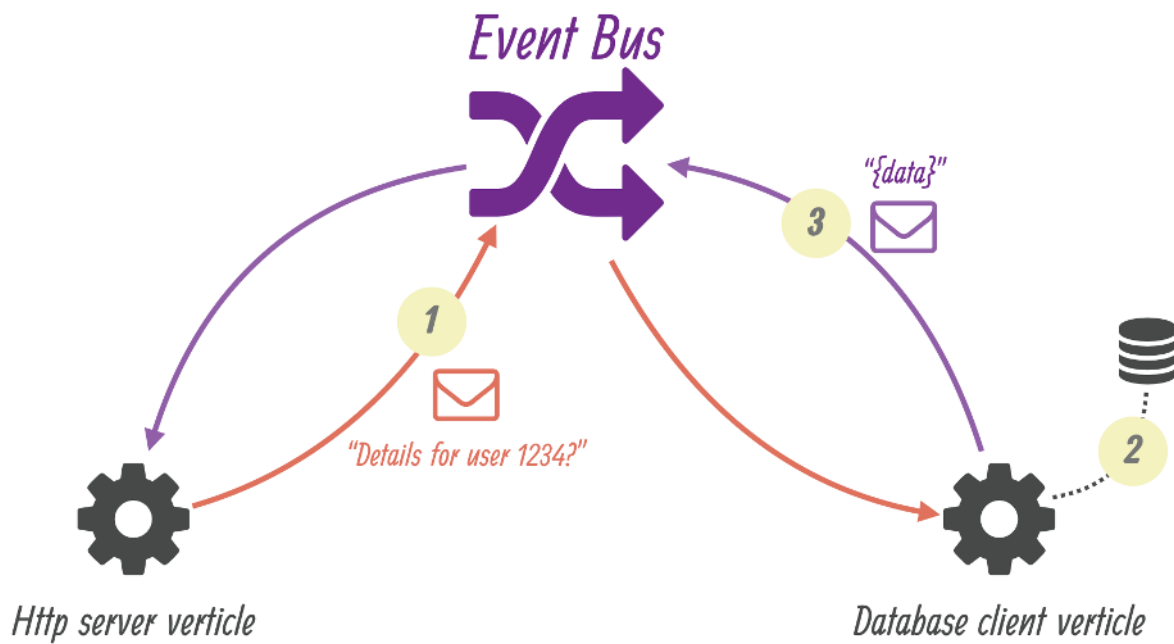 Event Bus
"{data}"
3
1
"Details for user 1234?"
2
Http server verticle
Database client verticle